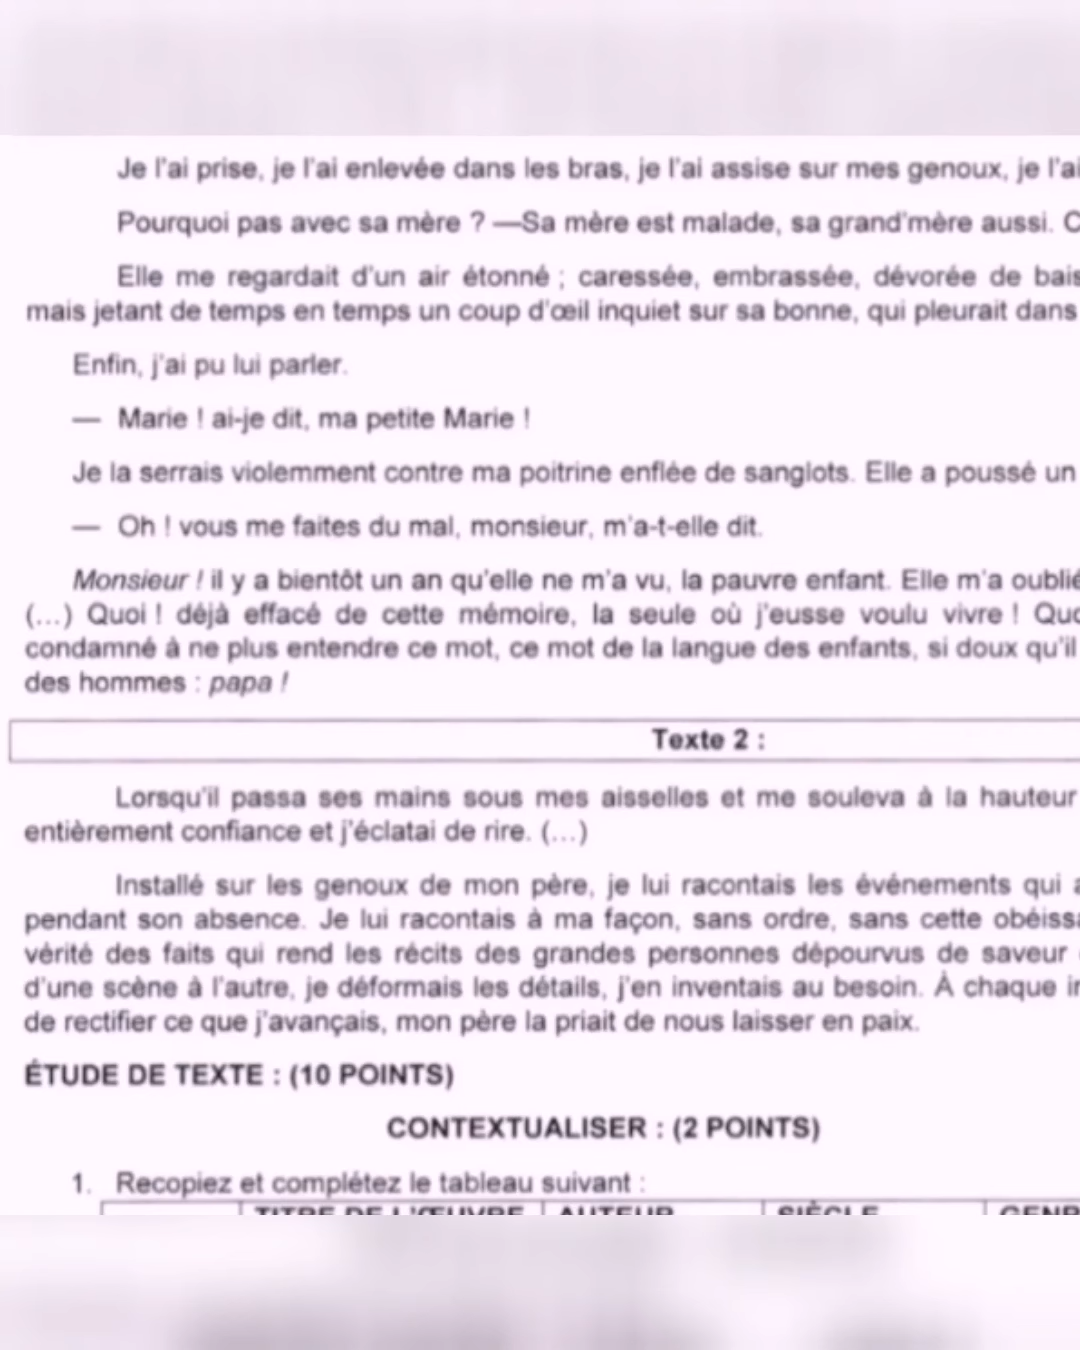 Je l'ai prise, je l'ai enlevée dans les bras, je l'ai assise sur mes genoux, je l'ai
Pourquoi pas avec sa mère ? —Sa mère est malade, sa grand'mère aussi. C
Elle me regardait d'un air étonné ; caressée, embrassée, dévorée de bais
mais jetant de temps en temps un coup d'œil inquiet sur sa bonne, qui pleurait dans
Enfin, j'ai pu lui parler.
— Marie ! ai-je dit, ma petite Marie !
Je la serrais violemment contre ma poitrine enflée de sanglots. Elle a poussé un
— Oh ! vous me faites du mal, monsieur, m'a-t-elle dit.
Monsieur ! il y a bientôt un an qu'elle ne m'a vu, la pauvre enfant. Elle m'a oublié
(…) Quoi ! déjà effacé de cette mémoire, la seule où j'eusse voulu vivre ! Quo
condamné à ne plus entendre ce mot, ce mot de la langue des enfants, si doux qu'il
des hommes : papa !
Texte 2 :
Lorsqu'il passa ses mains sous mes aisselles et me souleva à la hauteur
entièrement confiance et j'éclatai de rire. (…)
Installé sur les genoux de mon père, je lui racontais les événements qui a
pendant son absence. Je lui racontais à ma façon, sans ordre, sans cette obéissa
vérité des faits qui rend les récits des grandes personnes dépourvus de saveur
d'une scène à l'autre, je déformais les détails, j'en inventais au besoin. À chaque in
de rectifier ce que j'avançais, mon père la priait de nous laisser en paix.
ÉTUDE DE TEXTE : (10 POINTS)
CONTEXTUALISER : (2 POINTS)
1. Recopiez et complétez le tableau suivant :
TITRE DE L'ŒUVRE AUTEUR SIÈCLE GENR